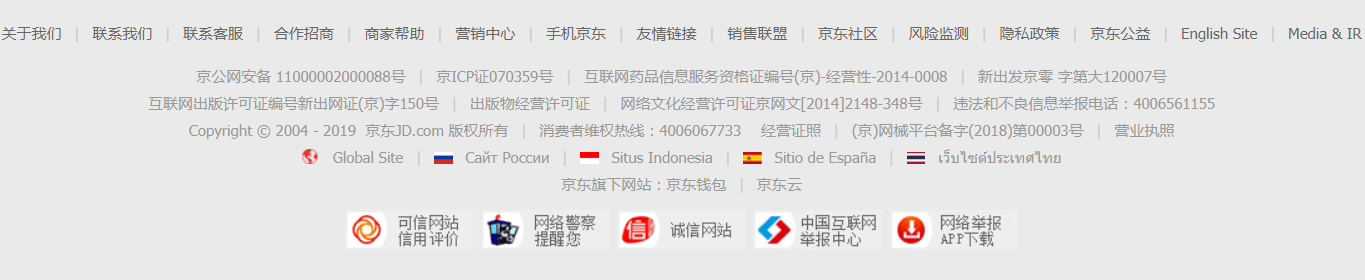 关于我们 | 联系我们 | 联系客服 | 合作招商 | 商家帮助 | 营销中心 | 手机京东 | 友情链接 | 销售联盟 | 京东社区 | 风险监测 | 隐私政策 | 京东公益 | English Site | Media & IR
京公网安备 11000002000088号 | 京ICP证070359号 | 互联网药品信息服务资格证编号(京)-经营性-2014-0008 | 新出发京零 字第大120007号
互联网出版许可证编号新出网证(京)字150号 | 出版物经营许可证 | 网络文化经营许可证京网文[2014]2148-348号 | 违法和不良信息举报电话：4006561155
Copyright © 2004 - 2019 京东JD.com 版权所有 | 消费者维权热线：4006067733 经营证照 | (京)网械平台备字(2018)第00003号 | 营业执照
Global Site | Сайт России | Situs Indonesia | Sitio de España | เว็บไซต์ประเทศไทย
京东旗下网站：京东钱包 | 京东云
可信网站 网络警察 诚信网站 中国互联网 网络举报
信用评价 提醒您 举报中心 APP下载